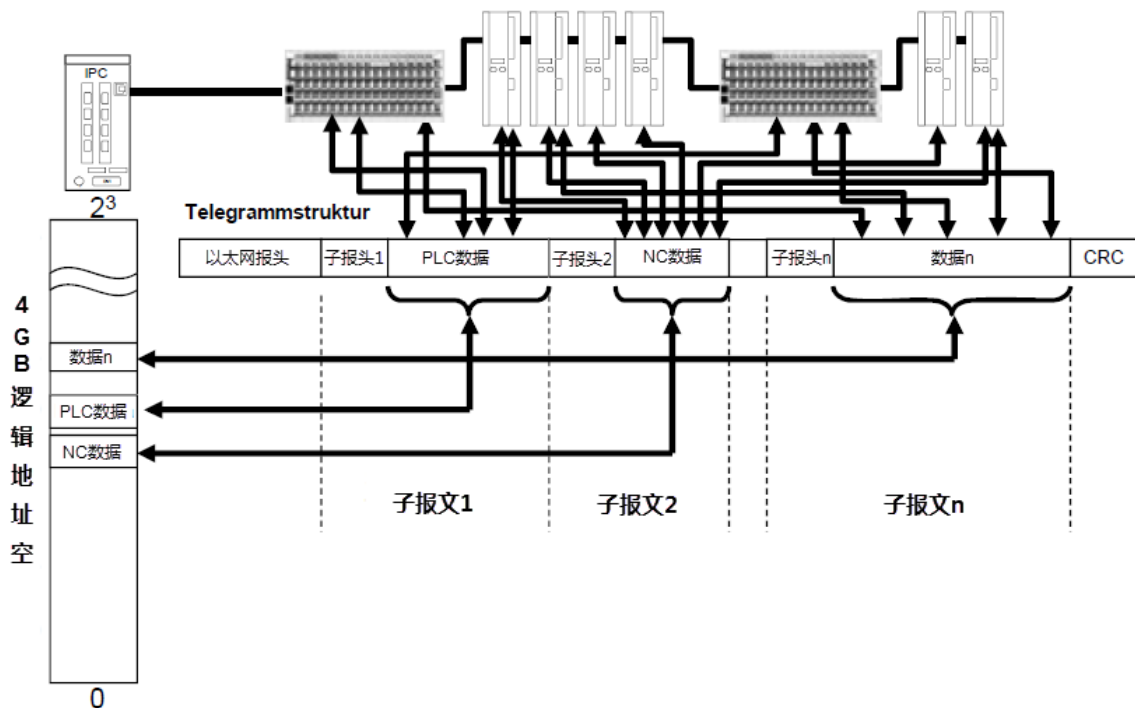 IPC
2³
Telegrammstruktur
以太网报头 子报头1 PLC数据 子报头2 NC数据 子报头n 数据n CRC
4GB逻辑地址空
数据n
PLC数据
NC数据
子报文1 子报文2 子报文n
0